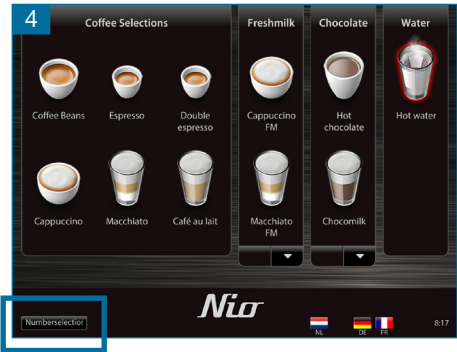 4
Coffee Selections
Freshmilk
Chocolate
Water
Coffee Beans
Espresso
Double
espresso
Cappuccino
FM
Hot
chocolate
Hot water
Cappuccino
Macchiato
Café au lait
Macchiato
FM
Chocomilk
Nio
Numberselection
NL
DE
FR
8:17